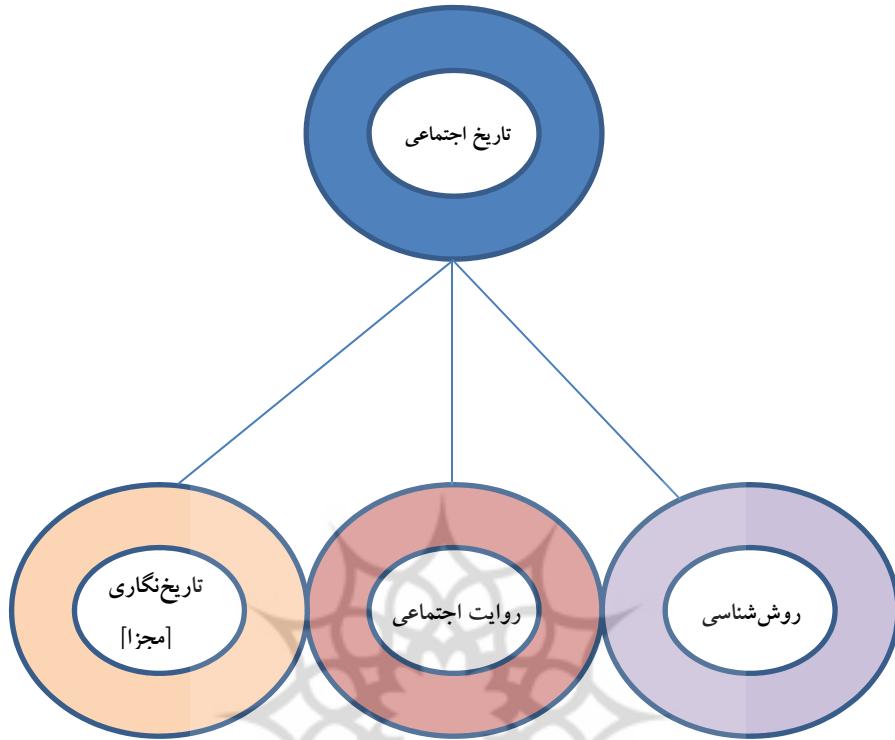 تاریخ اجتماعی
روش‌شناسی
روایت اجتماعی
تاریخ‌نگاری
[مجزا]